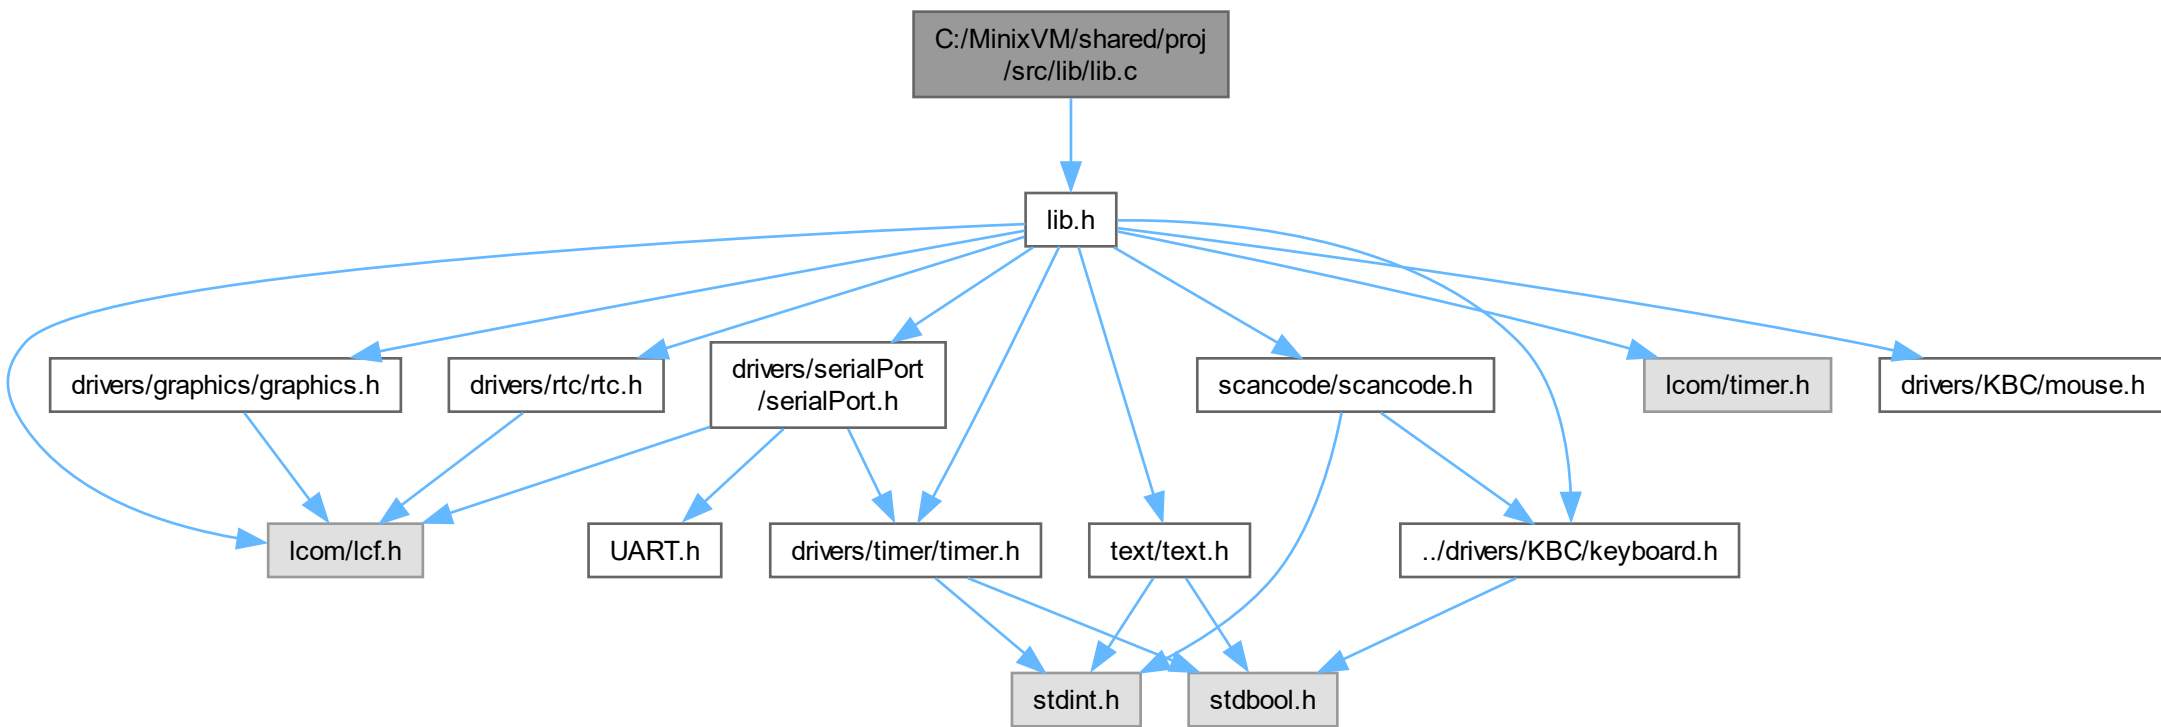 C:/MinixVM/shared/proj
/src/lib/lib.c
lib.h
drivers/graphics/graphics.h
drivers/rtc/rtc.h
drivers/serialPort
/serialPort.h
scancode/scancode.h
lcom/timer.h
drivers/KBC/mouse.h
lcom/lcf.h
UART.h
drivers/timer/timer.h
text/text.h
../drivers/KBC/keyboard.h
stdint.h
stdbool.h